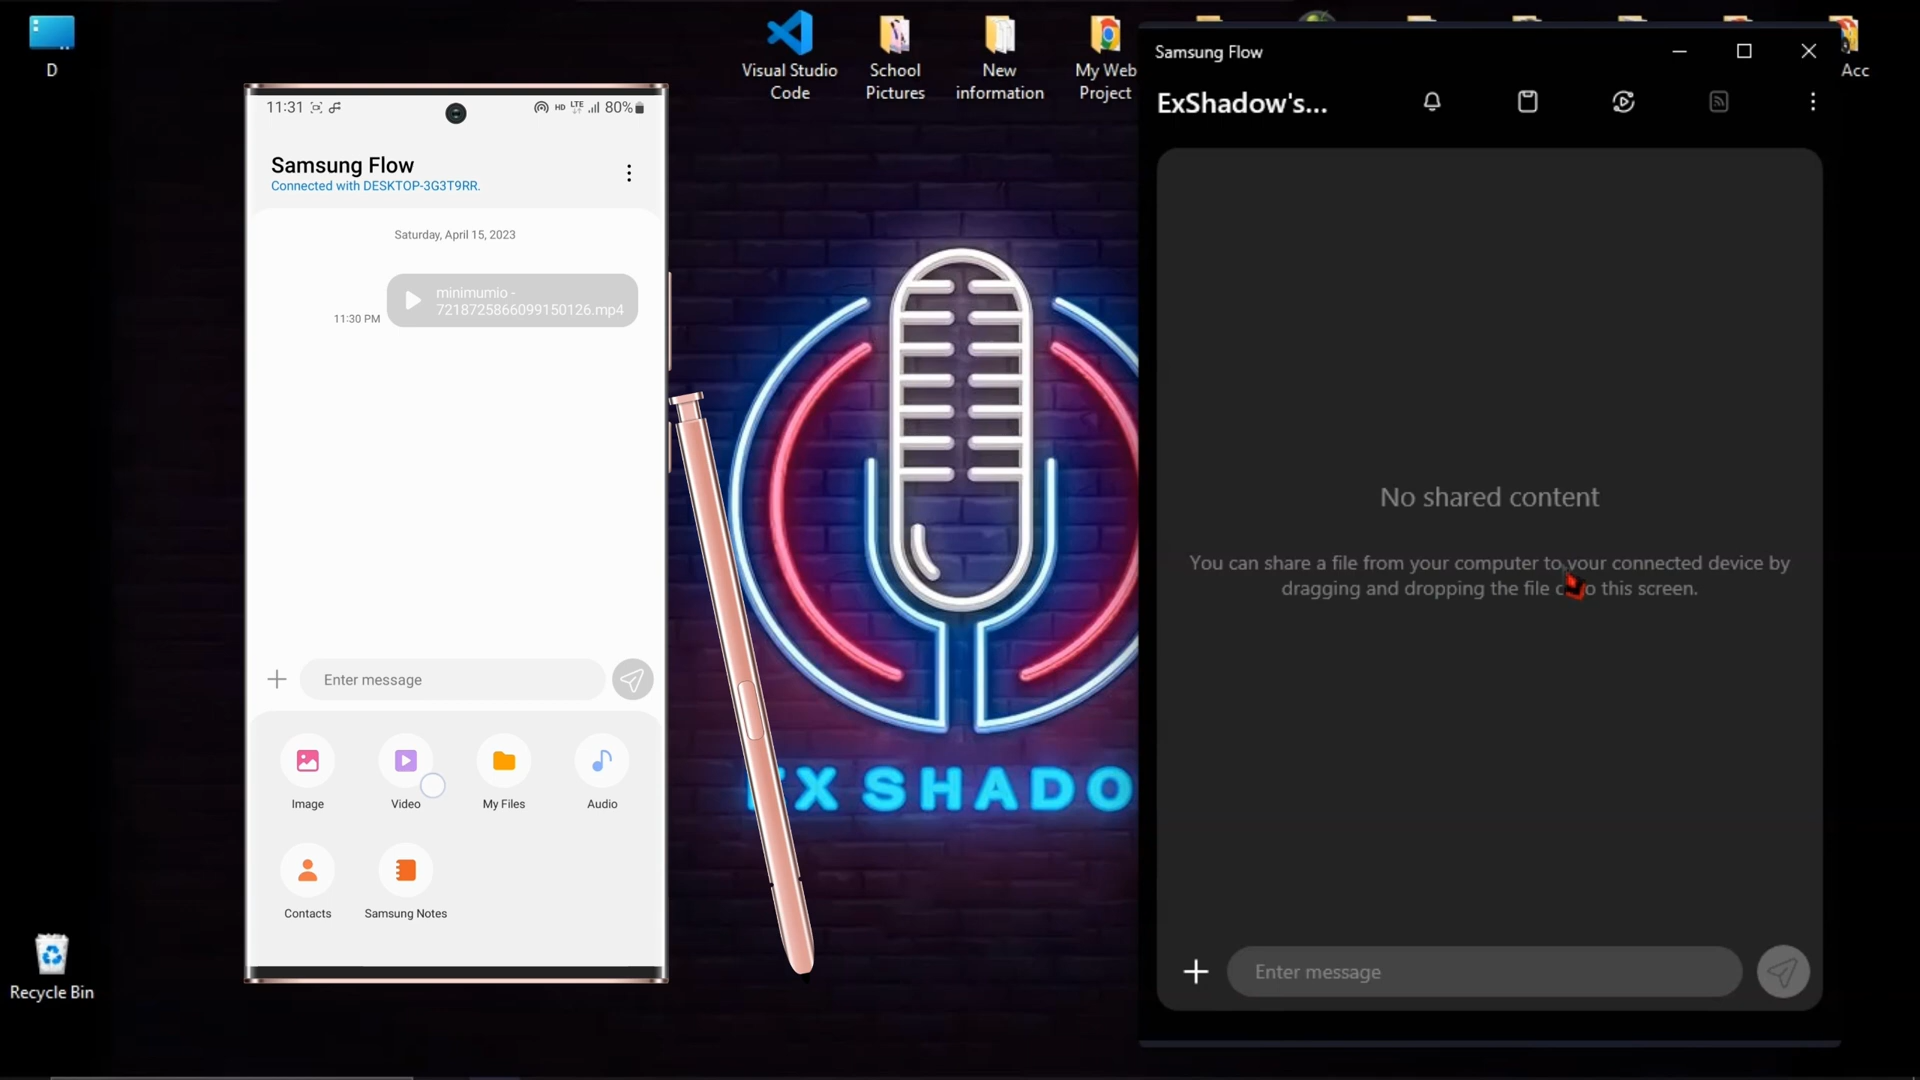 D
Visual Studio
Code
School
Pictures
New
information
My Web
Project
Acc
Recycle Bin
11:31
HD
LTE
80%
Samsung Flow
Connected with DESKTOP-3G3T9RR.
Saturday, April 15, 2023
minimumio -
7218725866099150126.mp4
11:30 PM
Enter message
Image
Video
My Files
Audio
Contacts
Samsung Notes
EX SHADO
Samsung Flow
ExShadow's...
No shared content
You can share a file from your computer to your connected device by
dragging and dropping the file this screen.
Enter message